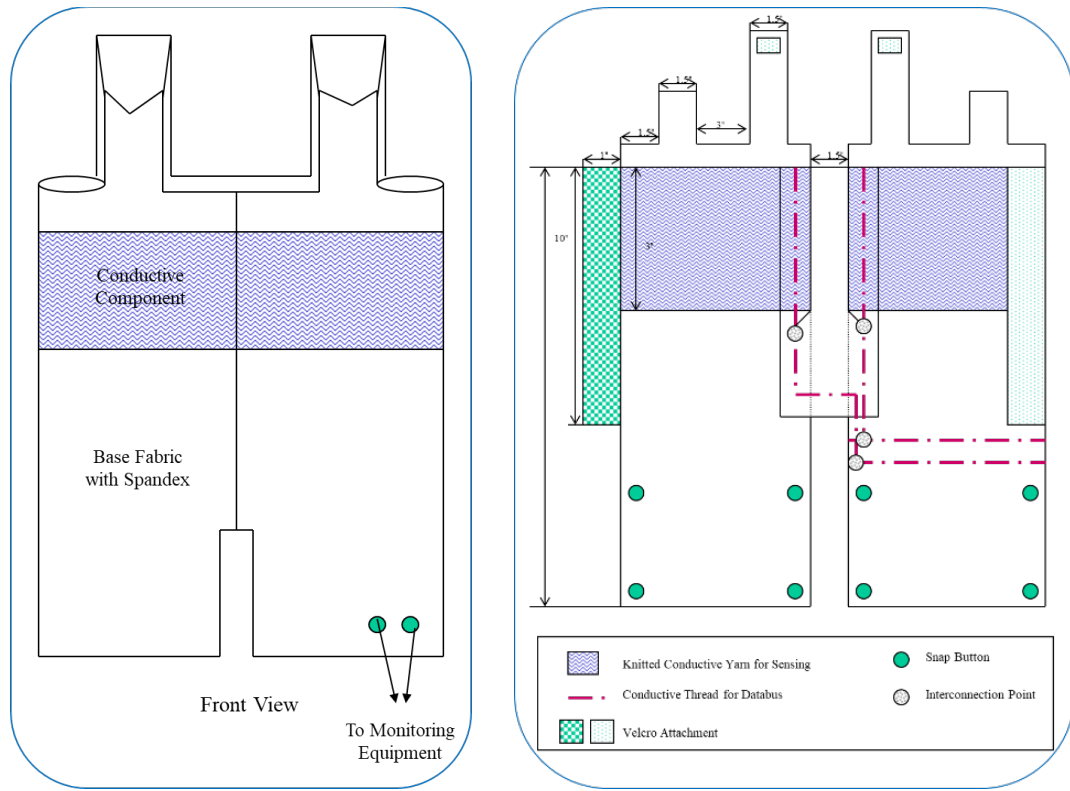 Conductive
Component
Base Fabric
with Spandex
Front View
To Monitoring
Equipment
1.5"
1.5"
1.5"
3"
1"
1.5"
10"
3"
Knitted Conductive Yarn for Sensing
Snap Button
Conductive Thread for Databus
Interconnection Point
Velcro Attachment